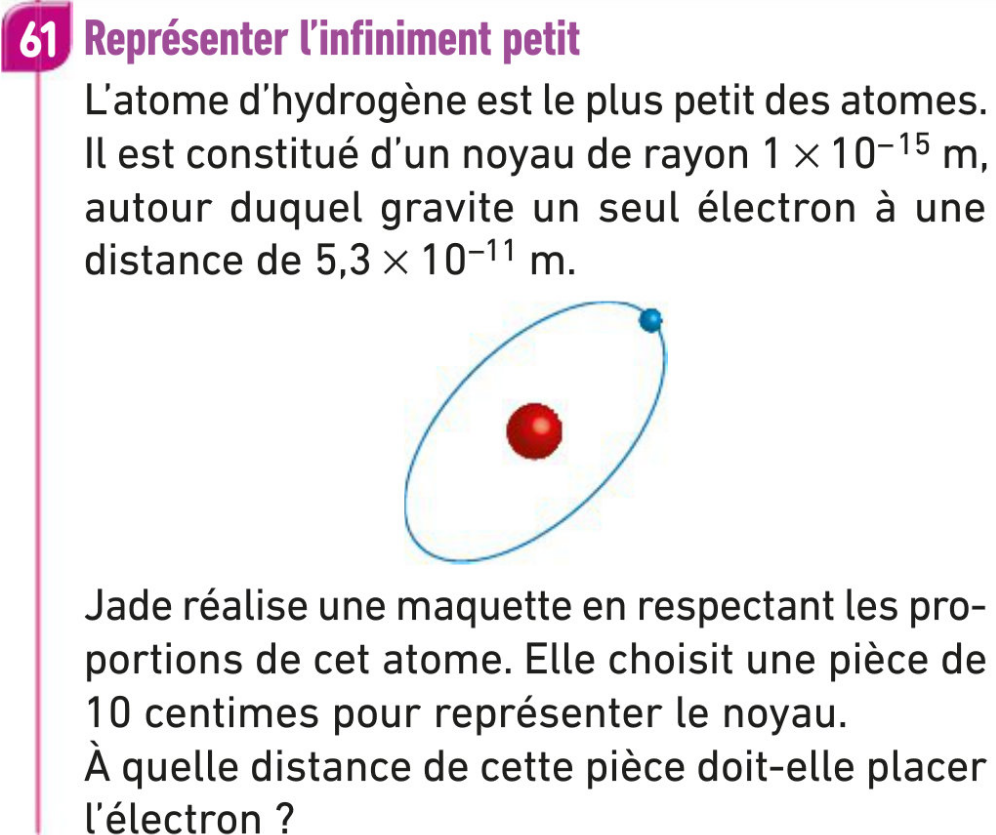 61 Représenter l'infiniment petit
L'atome d'hydrogène est le plus petit des atomes.
Il est constitué d'un noyau de rayon 1 × 10⁻¹⁵ m,
autour duquel gravite un seul électron à une
distance de 5,3 × 10⁻¹¹ m.
Jade réalise une maquette en respectant les pro-
portions de cet atome. Elle choisit une pièce de
10 centimes pour représenter le noyau.
À quelle distance de cette pièce doit-elle placer
l'électron ?